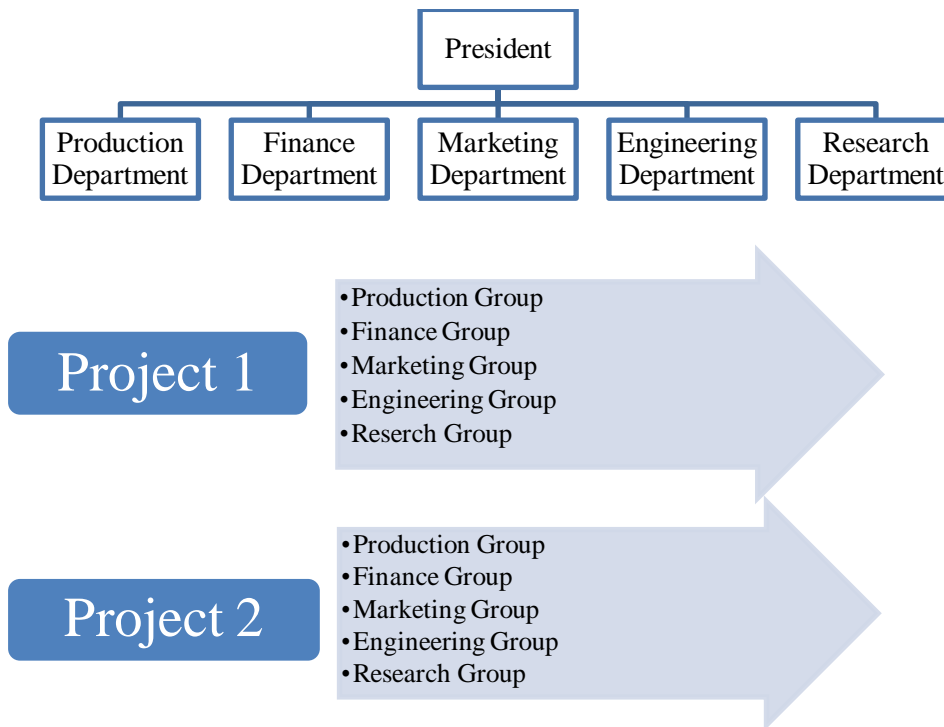 President
Production
Department
Finance
Department
Marketing
Department
Engineering
Department
Research
Department
Project 1
•Production Group
•Finance Group
•Marketing Group
•Engineering Group
•Reserch Group
Project 2
•Production Group
•Finance Group
•Marketing Group
•Engineering Group
•Research Group